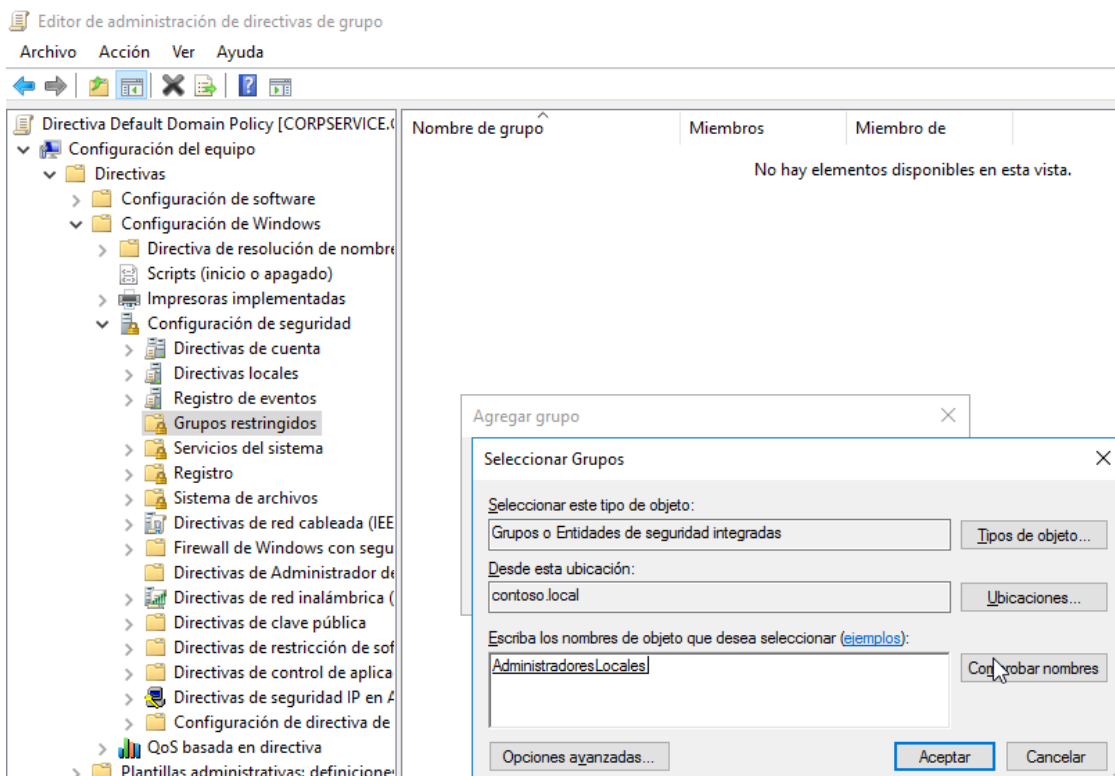 Editor de administración de directivas de grupo
Archivo Acción Ver Ayuda
Directiva Default Domain Policy [CORPSERVICE.
Configuración del equipo
Directivas
Configuración de software
Configuración de Windows
Directiva de resolución de nombre
Scripts (inicio o apagado)
Impresoras implementadas
Configuración de seguridad
Directivas de cuenta
Directivas locales
Registro de eventos
Grupos restringidos
Servicios del sistema
Registro
Sistema de archivos
Directivas de red cableada (IEE
Firewall de Windows con segu
Directivas de Administrador de
Directivas de red inalámbrica (
Directivas de clave pública
Directivas de restricción de sof
Directivas de control de aplica
Directivas de seguridad IP en A
Configuración de directiva de
QoS basada en directiva
Plantillas administrativas: definicione
Nombre de grupo Miembros Miembro de
No hay elementos disponibles en esta vista.
Agregar grupo
Seleccionar Grupos
Seleccionar este tipo de objeto:
Grupos o Entidades de seguridad integradas Tipos de objeto...
Desde esta ubicación:
contoso.local Ubicaciones...
Escriba los nombres de objeto que desea seleccionar (ejemplos):
AdministradoresLocales Comprobar nombres
Opciones avanzadas... Aceptar Cancelar